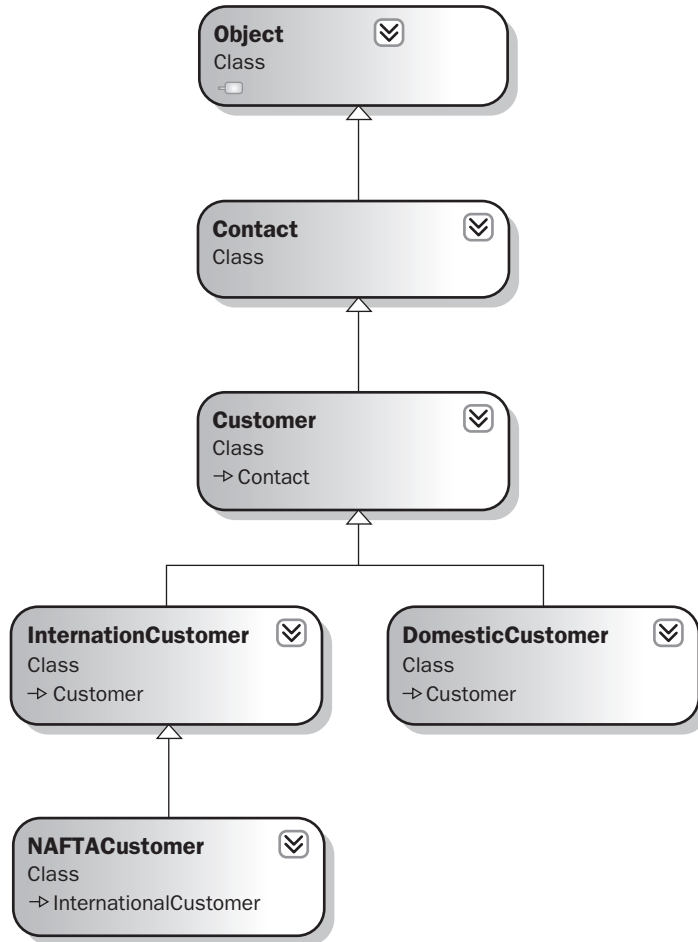 Object
Class
Contact
Class
Customer
Class
Contact
InternationCustomer
Class
Customer
DomesticCustomer
Class
Customer
NAFTACustomer
Class
InternationalCustomer